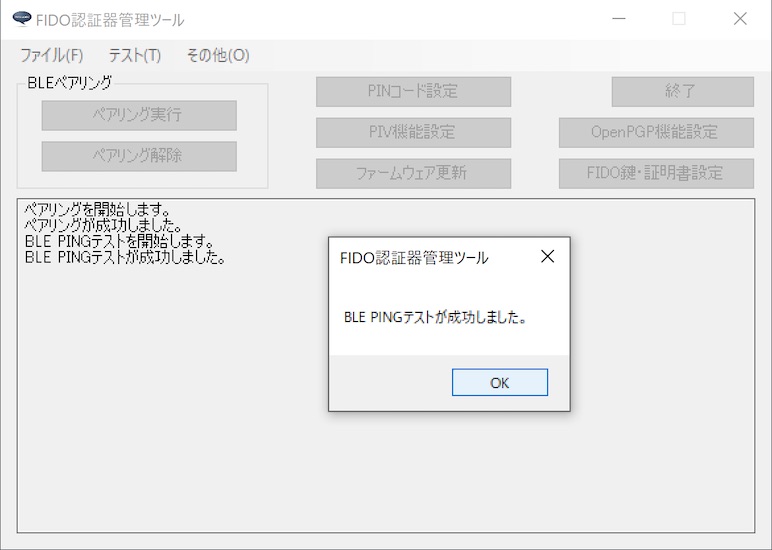 FIDO認証器管理ツール
ファイル(F) テスト(T) その他(O)
BLEペアリング
ペアリング実行
ペアリング解除
PINコード設定
PIV機能設定
ファームウェア更新
終了
OpenPGP機能設定
FIDO鍵・証明書設定
ペアリングを開始します。
ペアリングが成功しました。
BLE PINGテストを開始します。
BLE PINGテストが成功しました。
FIDO認証器管理ツール
BLE PINGテストが成功しました。
OK